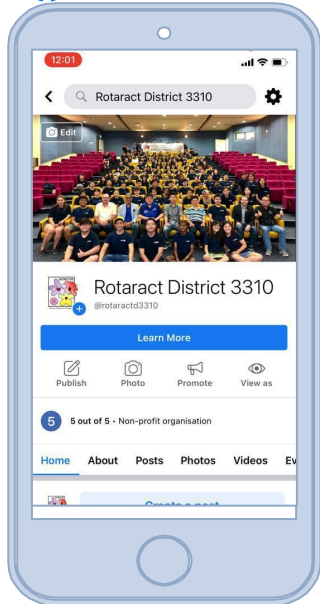 12:01
Rotaract District 3310
Edit
Rotaract District 3310
@rotaractd3310
Learn More
Publish Photo Promote View as
5 5 out of 5 · Non-profit organisation
Home About Posts Photos Videos Ev
Create a post